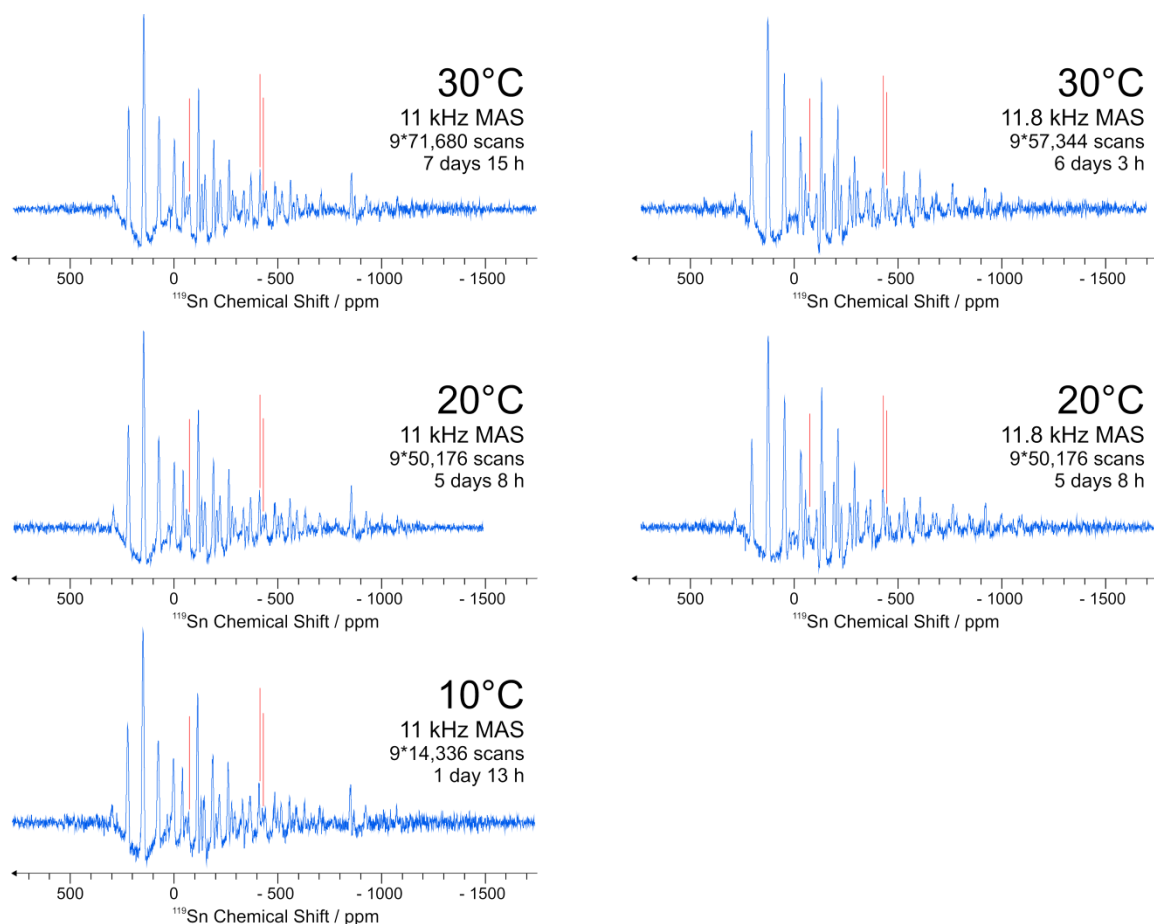 30°C
11 kHz MAS
9*71,680 scans
7 days 15 h
500 0 - 500 - 1000 - 1500
¹¹⁹Sn Chemical Shift / ppm
30°C
11.8 kHz MAS
9*57,344 scans
6 days 3 h
500 0 - 500 - 1000 - 1500
¹¹⁹Sn Chemical Shift / ppm
20°C
11 kHz MAS
9*50,176 scans
5 days 8 h
500 0 - 500 - 1000 - 1500
¹¹⁹Sn Chemical Shift / ppm
20°C
11.8 kHz MAS
9*50,176 scans
5 days 8 h
500 0 - 500 - 1000 - 1500
¹¹⁹Sn Chemical Shift / ppm
10°C
11 kHz MAS
9*14,336 scans
1 day 13 h
500 0 - 500 - 1000 - 1500
¹¹⁹Sn Chemical Shift / ppm